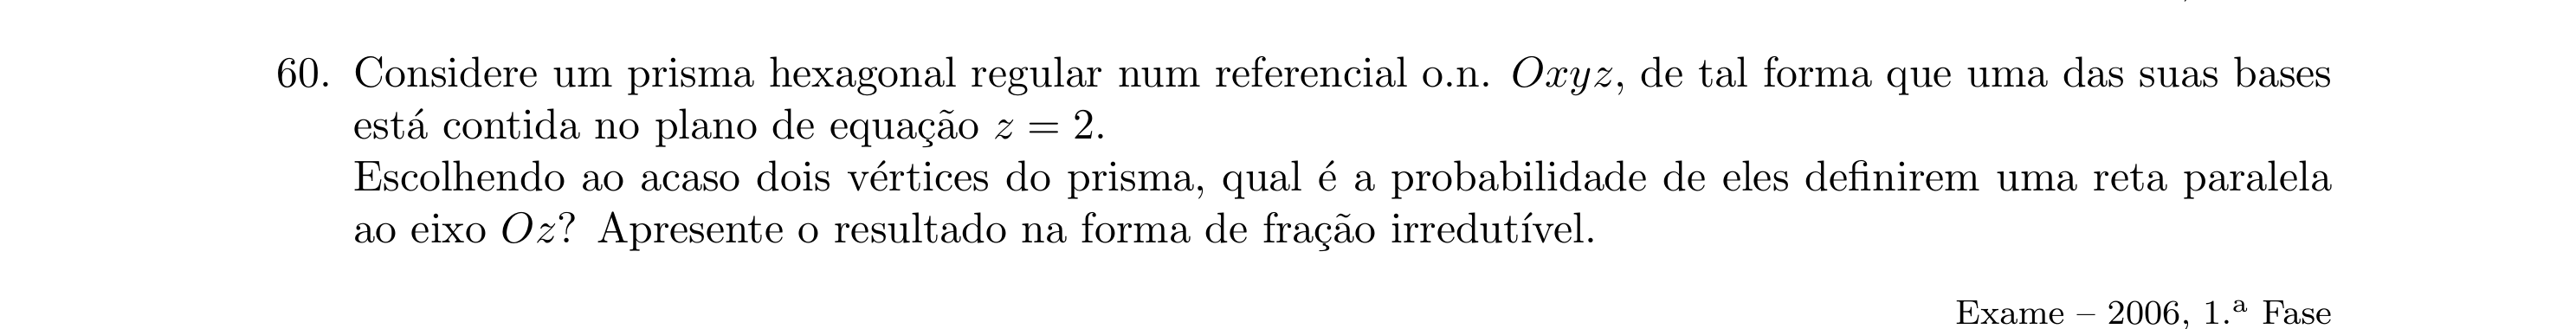 60. Considere um prisma hexagonal regular num referencial o.n. Oxyz, de tal forma que uma das suas bases
está contida no plano de equação z = 2.
Escolhendo ao acaso dois vértices do prisma, qual é a probabilidade de eles definirem uma reta paralela
ao eixo Oz? Apresente o resultado na forma de fração irredutível.
Exame – 2006, 1.ª Fase